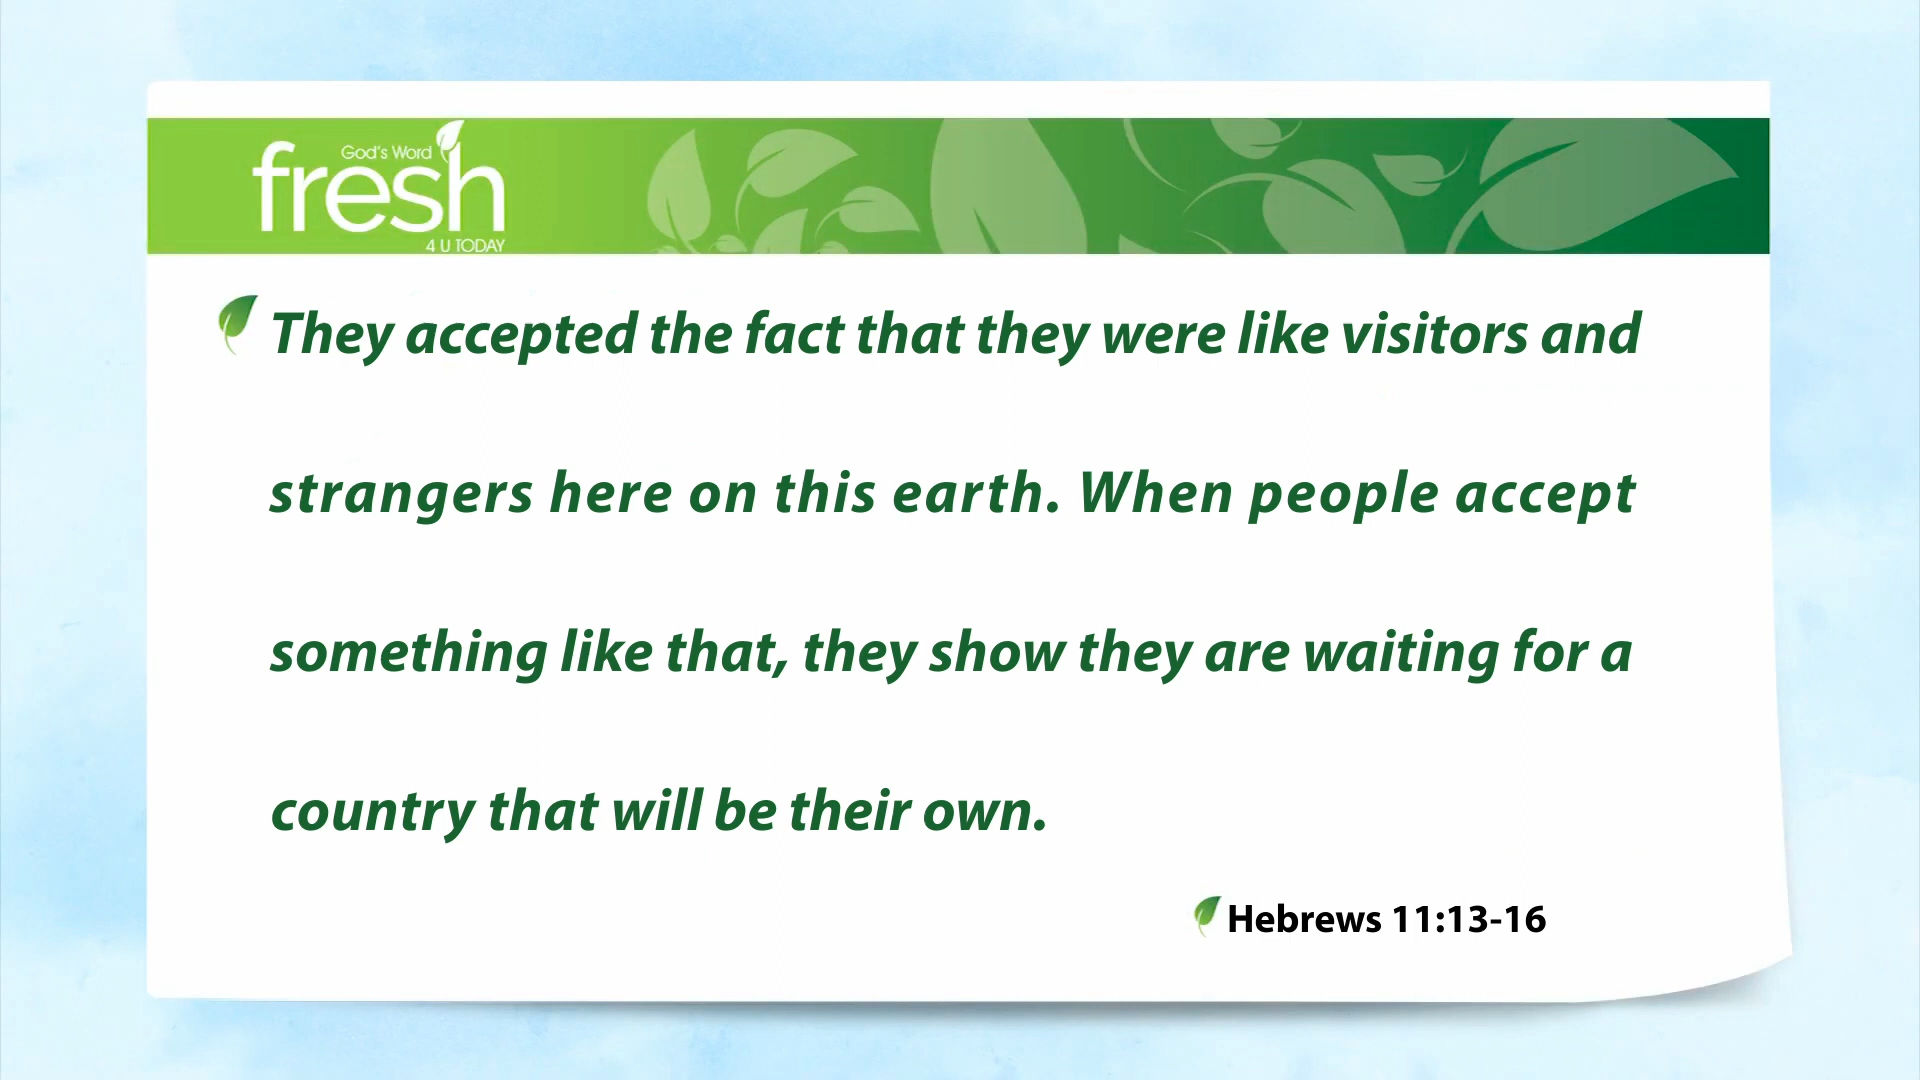 God's Word
fresh
4 U TODAY
They accepted the fact that they were like visitors and
strangers here on this earth. When people accept
something like that, they show they are waiting for a
country that will be their own.
Hebrews 11:13-16